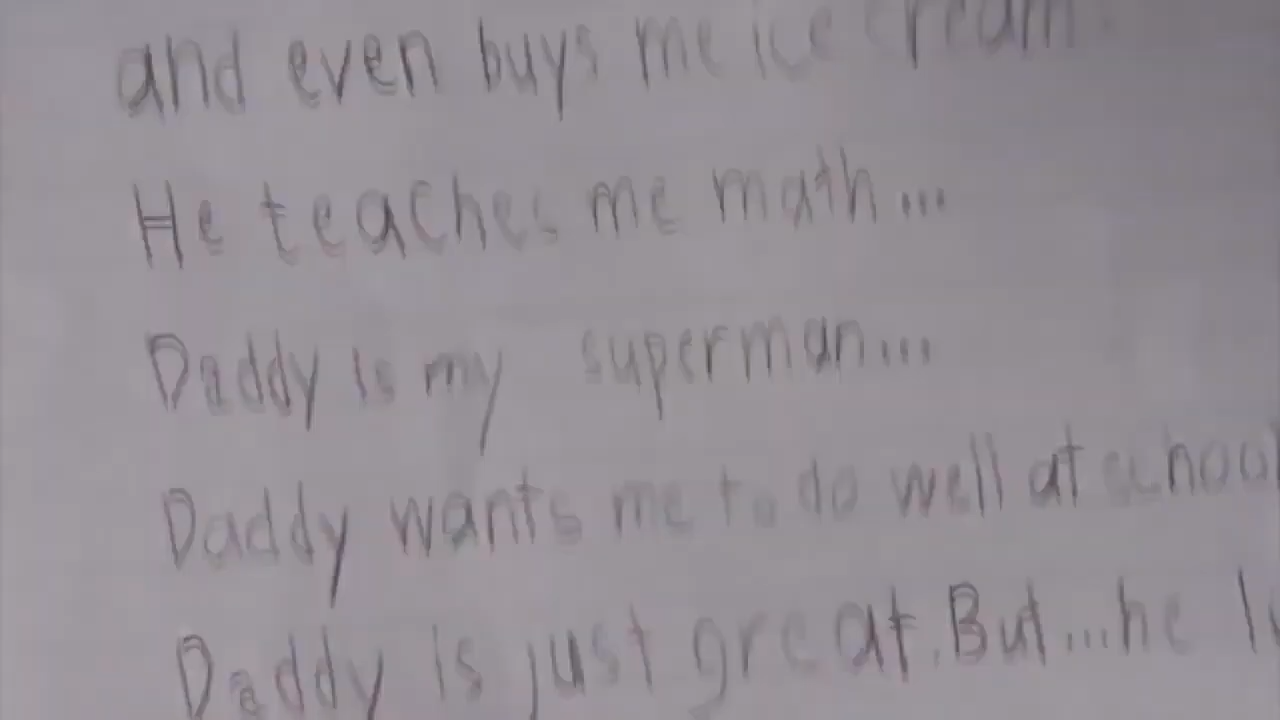 and even buys me ice cream.
He teaches me math...
Daddy is my superman...
Daddy wants me to do well at school
Daddy is just great. But...he